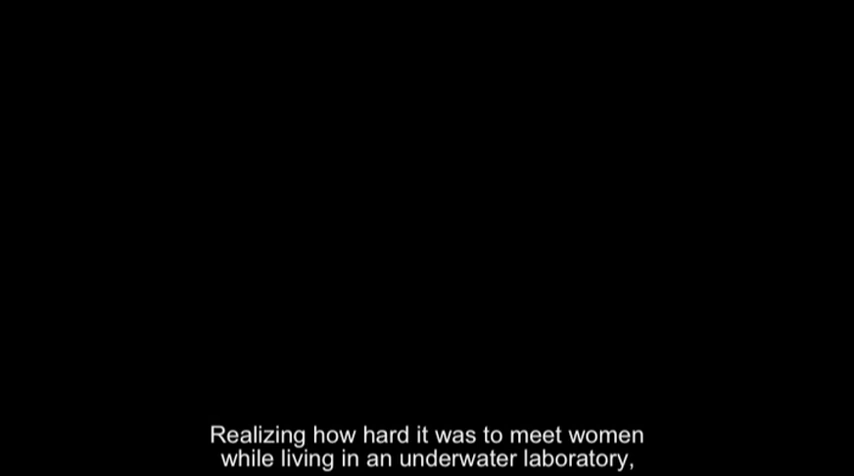 Realizing how hard it was to meet women
while living in an underwater laboratory,